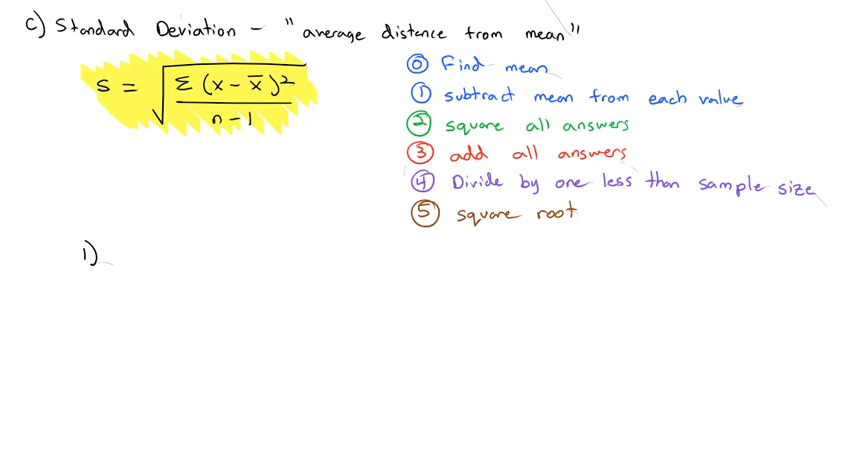 c) Standard Deviation - "average distance from mean"
s = √(Σ(x - x̄)² / (n - 1))
⓪ Find mean
① subtract mean from each value
② square all answers
③ add all answers
④ Divide by one less than sample size
⑤ square root
1)